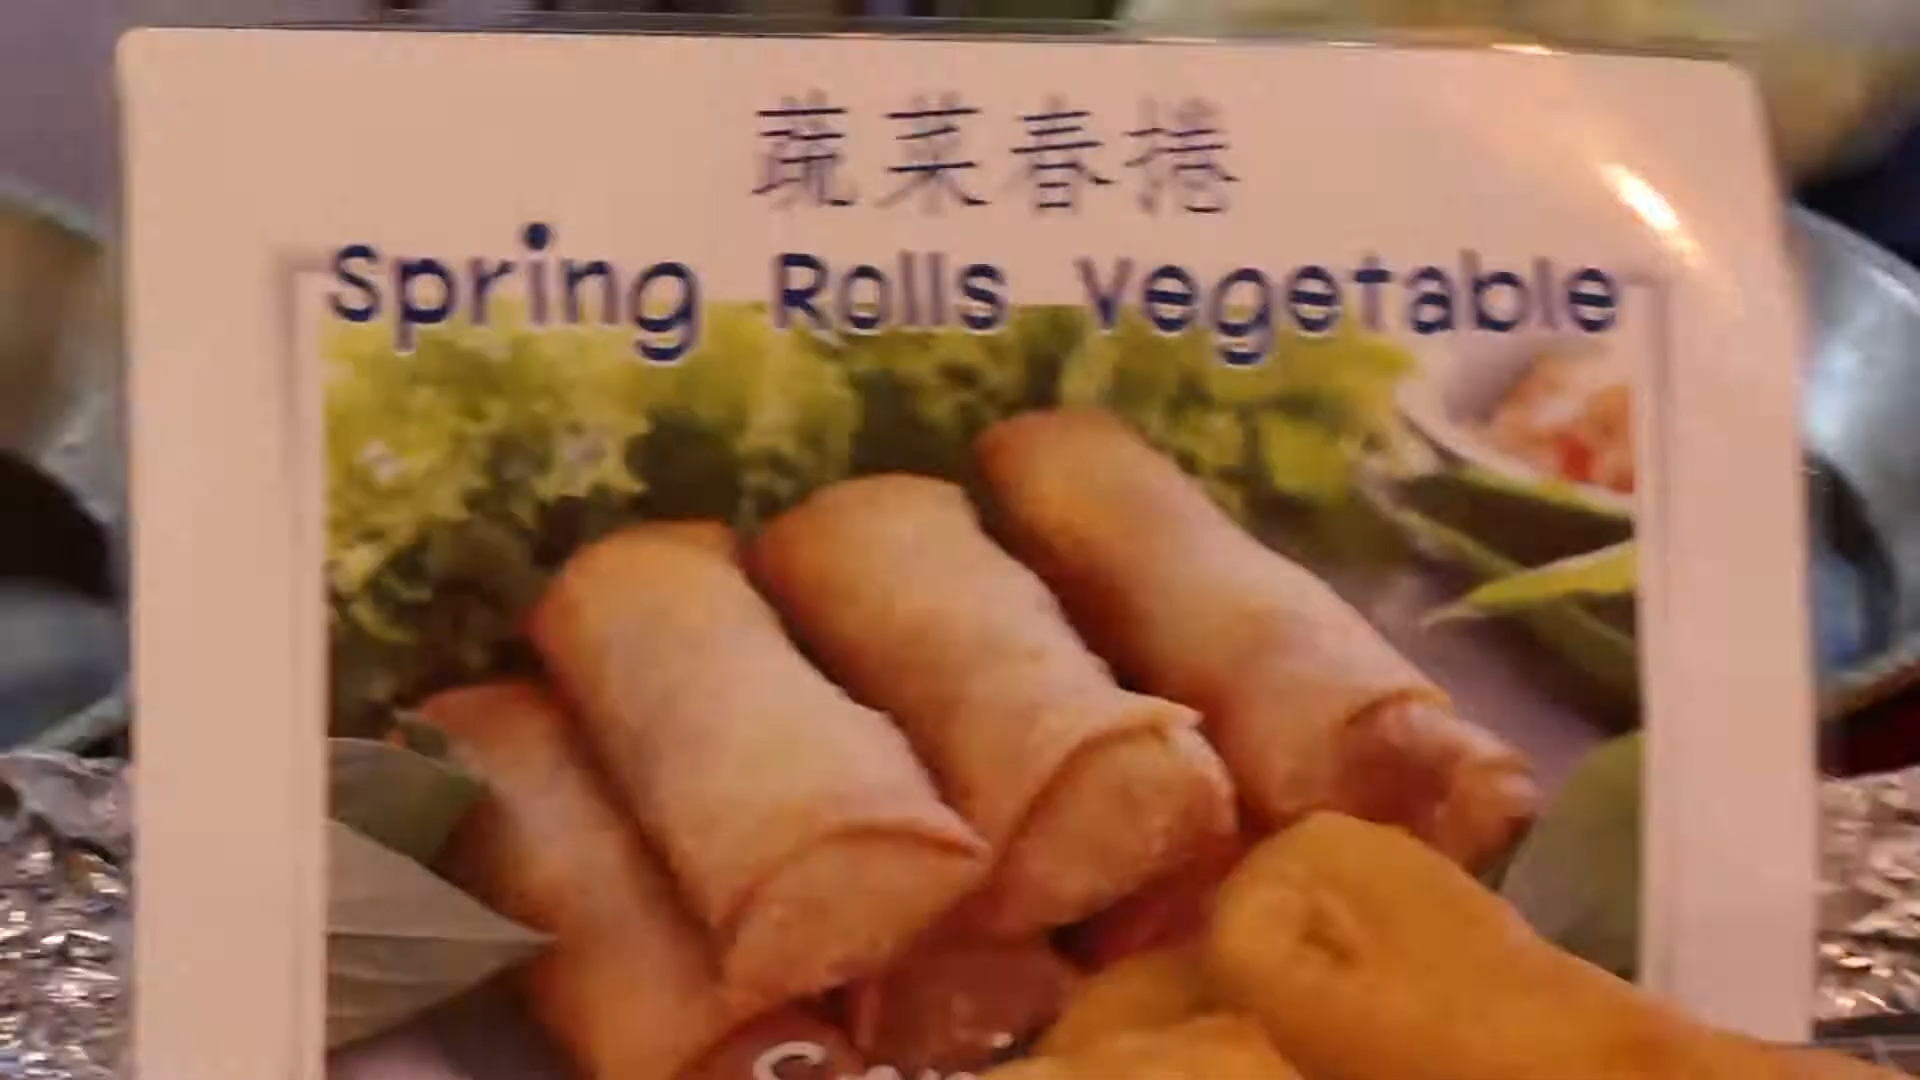 蔬菜春捲
Spring Rolls Vegetable